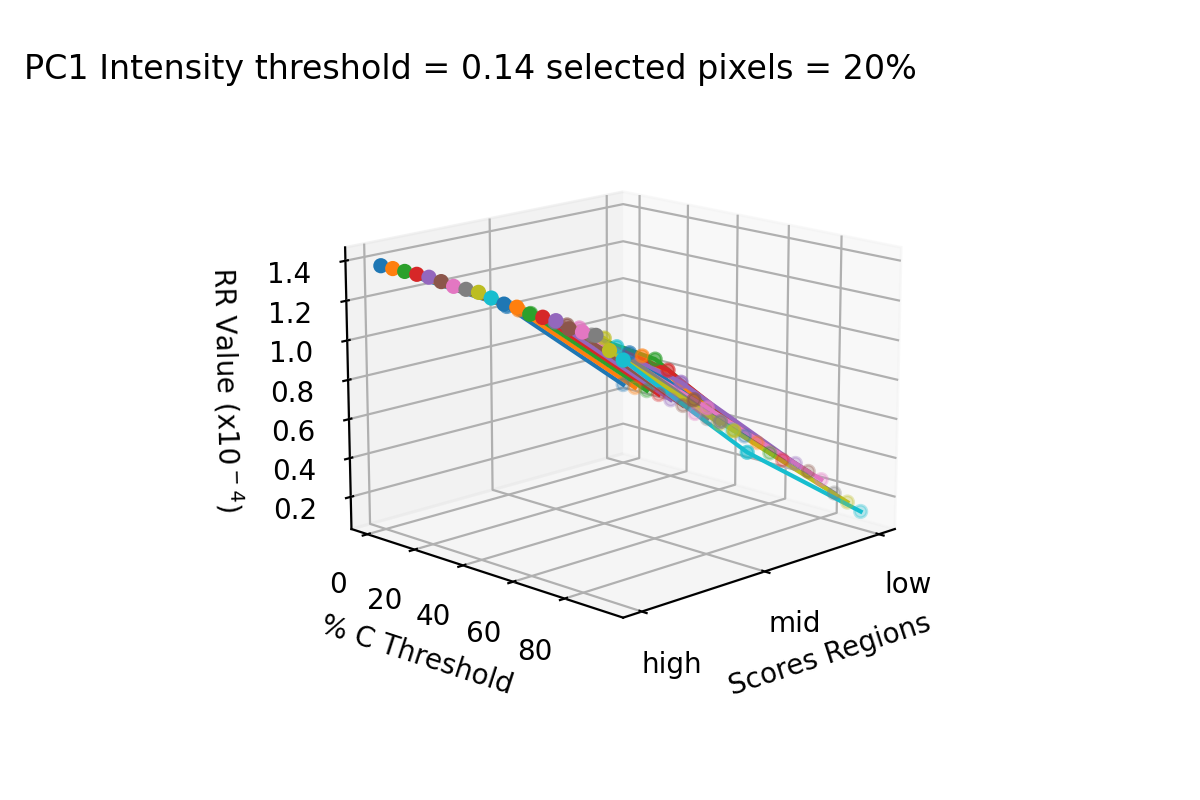 PC1 Intensity threshold = 0.14 selected pixels = 20%
RR Value (x10⁻⁴)
1.4
1.2
1.0
0.8
0.6
0.4
0.2
0
20
40
60
80
% C Threshold
high
mid
low
Scores Regions